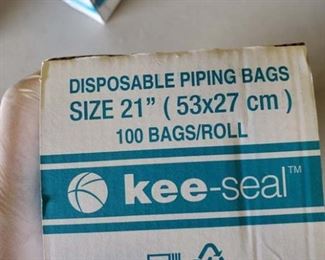 DISPOSABLE PIPING BAGS
SIZE 21" ( 53x27 cm )
100 BAGS/ROLL
kee-seal™